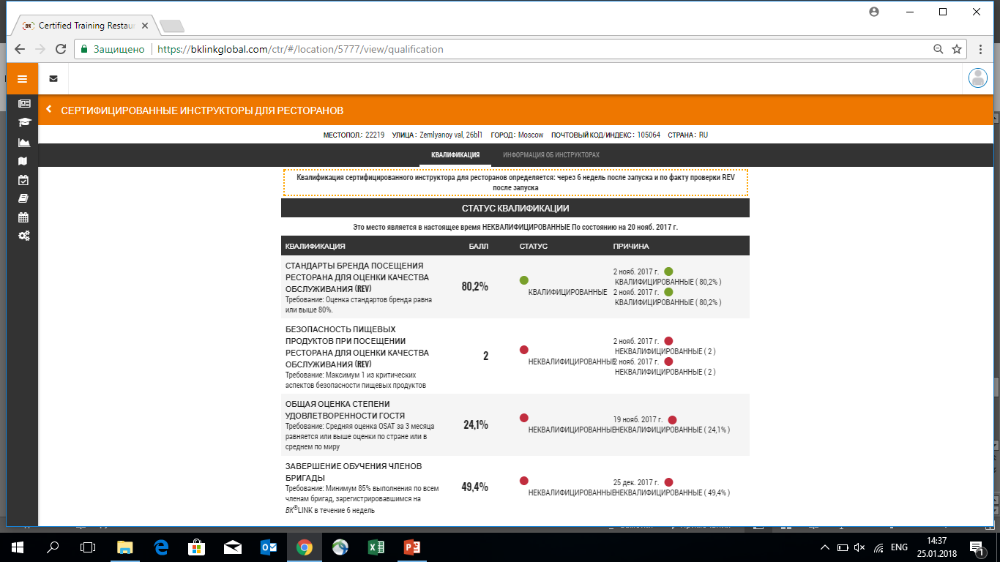 Certified Training Restau
Защищено https://bklinkglobal.com/ctr/#/location/5777/view/qualification
СЕРТИФИЦИРОВАННЫЕ ИНСТРУКТОРЫ ДЛЯ РЕСТОРАНОВ
МЕСТОПОЛ.: 22219 УЛИЦА : Zemlyanoy val, 26bl1 ГОРОД : Moscow ПОЧТОВЫЙ КОД/ИНДЕКС : 105064 СТРАНА : RU
КВАЛИФИКАЦИЯ ИНФОРМАЦИЯ ОБ ИНСТРУКТОРАХ
Квалификация сертифицированного инструктора для ресторанов определяется: через 6 недель после запуска и по факту проверки REV
после запуска
СТАТУС КВАЛИФИКАЦИИ
Это место является в настоящее время НЕКВАЛИФИЦИРОВАННЫЕ По состоянию на 20 нояб. 2017 г.
КВАЛИФИКАЦИЯ БАЛЛ СТАТУС ПРИЧИНА
СТАНДАРТЫ БРЕНДА ПОСЕЩЕНИЯ
РЕСТОРАНА ДЛЯ ОЦЕНКИ КАЧЕСТВА
ОБСЛУЖИВАНИЯ (REV)
Требование: Оценка стандартов бренда равна
или выше 80%.
80,2%
КВАЛИФИЦИРОВАННЫЕ
2 нояб. 2017 г.
КВАЛИФИЦИРОВАННЫЕ ( 80,2% )
2 нояб. 2017 г.
КВАЛИФИЦИРОВАННЫЕ ( 80,2% )
БЕЗОПАСНОСТЬ ПИЩЕВЫХ
ПРОДУКТОВ ПРИ ПОСЕЩЕНИИ
РЕСТОРАНА ДЛЯ ОЦЕНКИ КАЧЕСТВА
ОБСЛУЖИВАНИЯ (REV)
Требование: Максимум 1 из критических
аспектов безопасности пищевых продуктов
2
НЕКВАЛИФИЦИРОВАННЫЕ
2 нояб. 2017 г.
НЕКВАЛИФИЦИРОВАННЫЕ ( 2 )
2 нояб. 2017 г.
НЕКВАЛИФИЦИРОВАННЫЕ ( 2 )
ОБЩАЯ ОЦЕНКА СТЕПЕНИ
УДОВЛЕТВОРЕННОСТИ ГОСТЯ
Требование: Средняя оценка OSAT за 3 месяца
равняется или выше оценки по стране или в
среднем по миру
24,1%
НЕКВАЛИФИЦИРОВАННЫЕ
19 нояб. 2017 г.
НЕКВАЛИФИЦИРОВАННЫЕ ( 24,1% )
ЗАВЕРШЕНИЕ ОБУЧЕНИЯ ЧЛЕНОВ
БРИГАДЫ
Требование: Минимум 85% выполнения по всем
членам бригад, зарегистрировавшимся на
BK®LINK в течение 6 недель
49,4%
НЕКВАЛИФИЦИРОВАННЫЕ
25 дек. 2017 г.
НЕКВАЛИФИЦИРОВАННЫЕ ( 49,4% )
ENG
14:37
25.01.2018
1